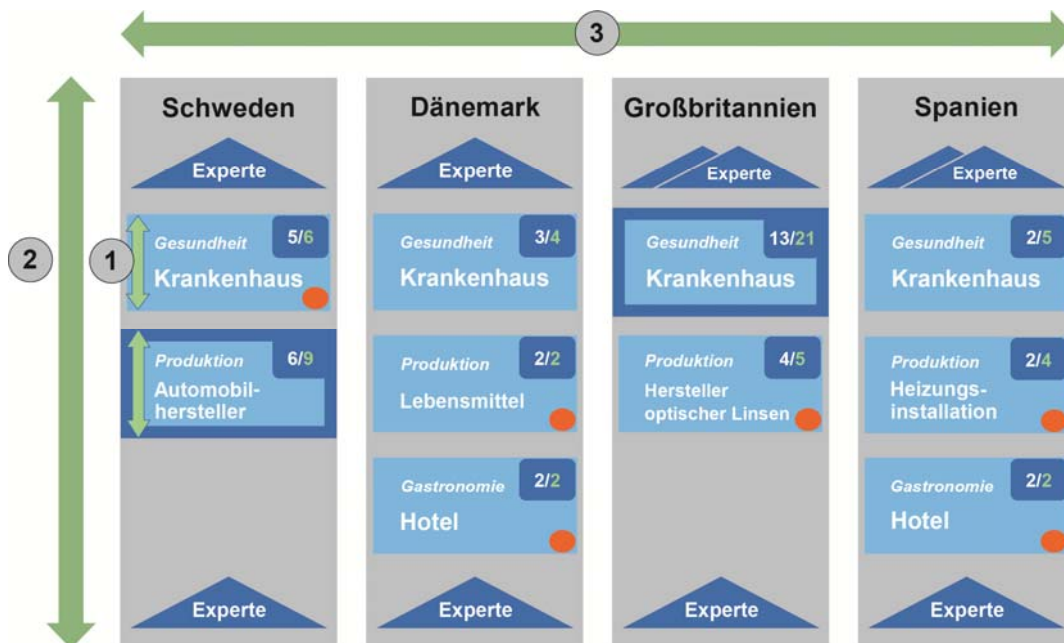 3
2
1
Schweden
Experte
Gesundheit
5/6
Krankenhaus
Produktion
6/9
Automobil-
hersteller
Experte
Dänemark
Experte
Gesundheit
3/4
Krankenhaus
Produktion
2/2
Lebensmittel
Gastronomie
2/2
Hotel
Experte
Großbritannien
Experte
Gesundheit
13/21
Krankenhaus
Produktion
4/5
Hersteller
optischer Linsen
Experte
Spanien
Experte
Gesundheit
2/5
Krankenhaus
Produktion
2/4
Heizungs-
installation
Gastronomie
2/2
Hotel
Experte